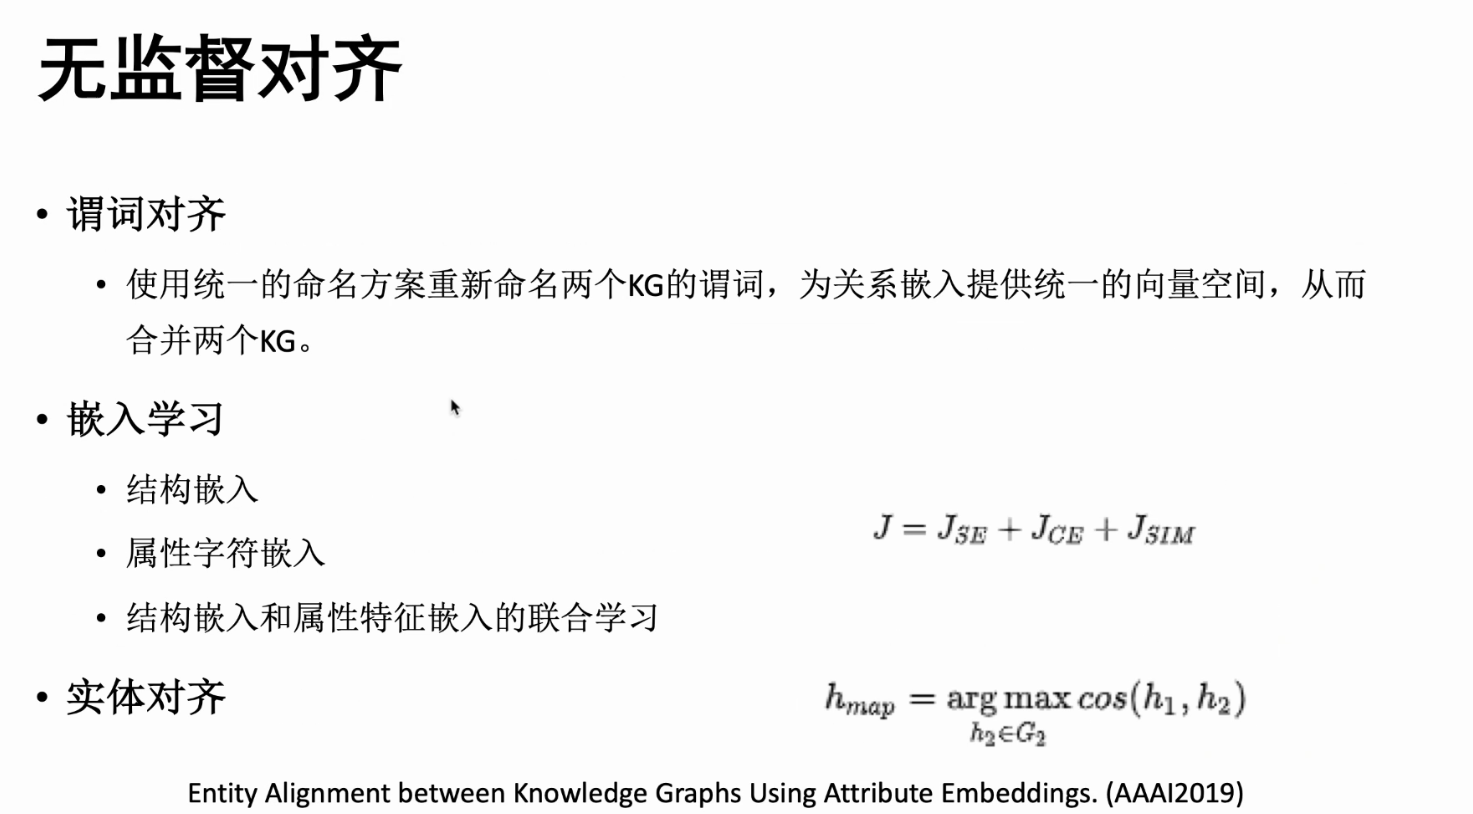 无监督对齐
• 谓词对齐
• 使用统一的命名方案重新命名两个KG的谓词，为关系嵌入提供统一的向量空间，从而
合并两个KG。
• 嵌入学习
• 结构嵌入
J = J_{SE} + J_{CE} + J_{SIM}
• 属性字符嵌入
• 结构嵌入和属性特征嵌入的联合学习
• 实体对齐
h_{map} = arg max cos(h_1, h_2)
h_2∈G_2
Entity Alignment between Knowledge Graphs Using Attribute Embeddings. (AAAI2019)